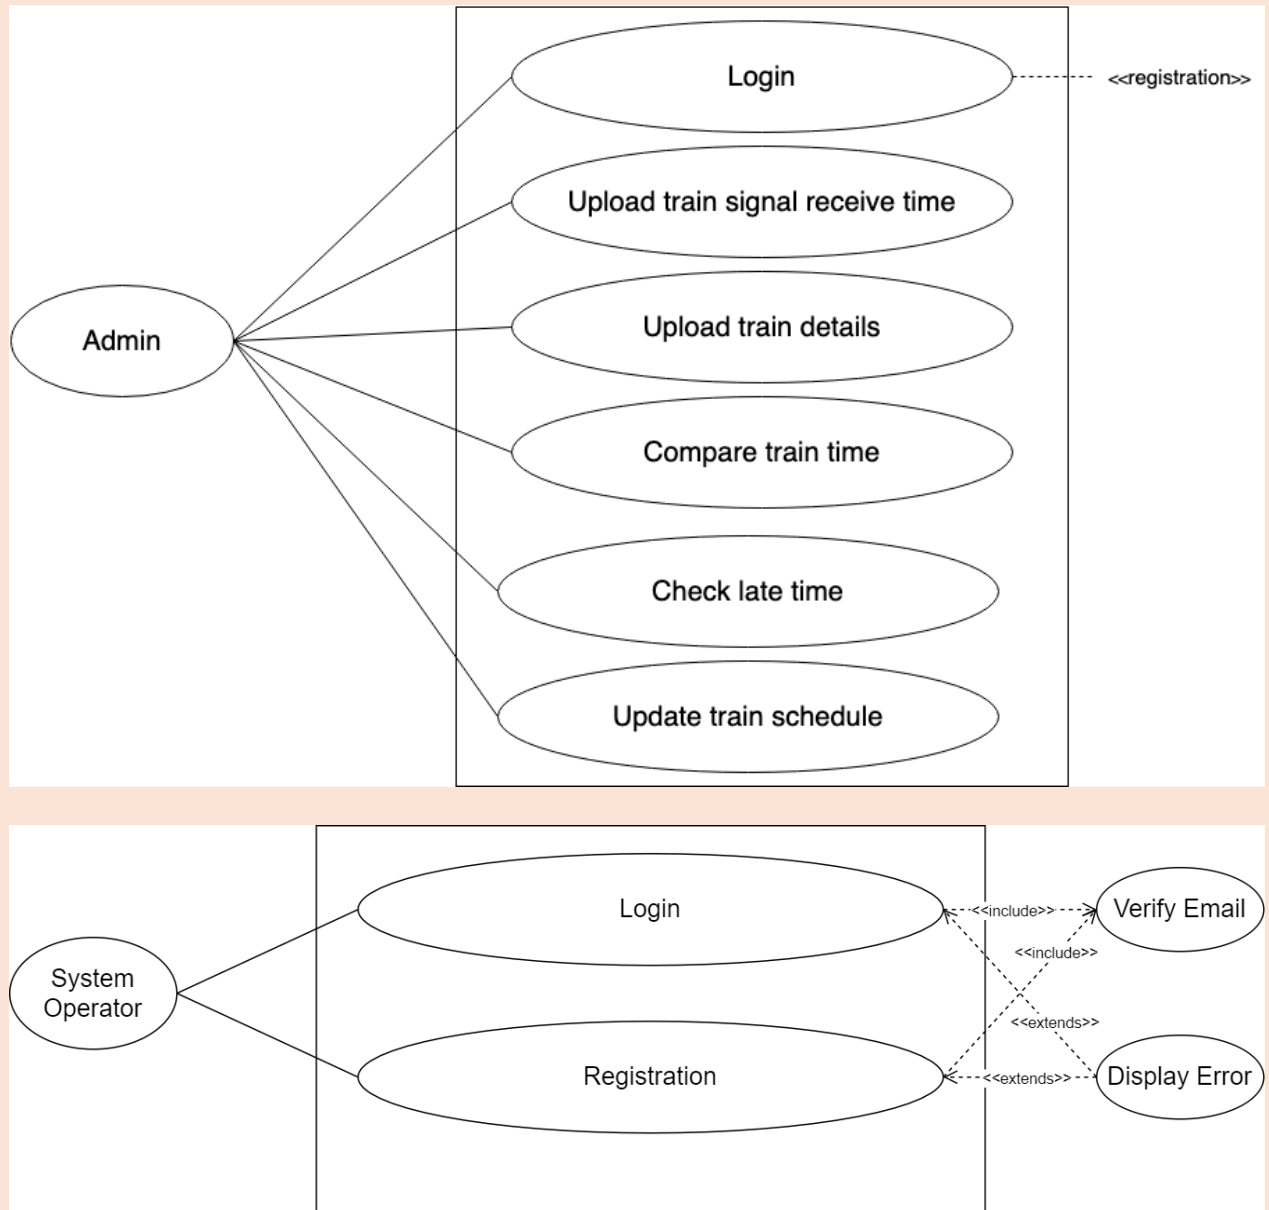 Login
<<registration>>
Upload train signal receive time
Upload train details
Admin
Compare train time
Check late time
Update train schedule
Login
<<include>>
Verify Email
<<include>>
System
Operator
<<extends>>
Registration
<<extends>>
Display Error